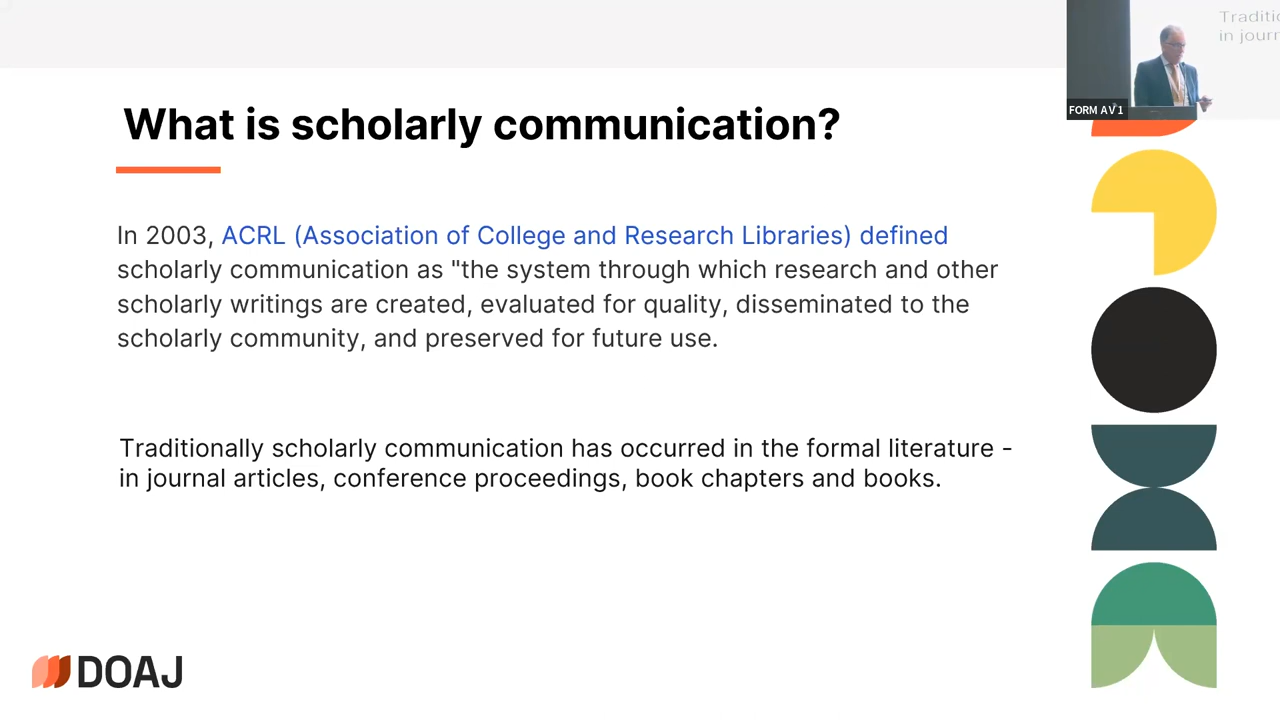 What is scholarly communication?
In 2003, ACRL (Association of College and Research Libraries) defined
scholarly communication as "the system through which research and other
scholarly writings are created, evaluated for quality, disseminated to the
scholarly community, and preserved for future use.
Traditionally scholarly communication has occurred in the formal literature -
in journal articles, conference proceedings, book chapters and books.
DOAJ
Traditio
in journ
FORM AV 1